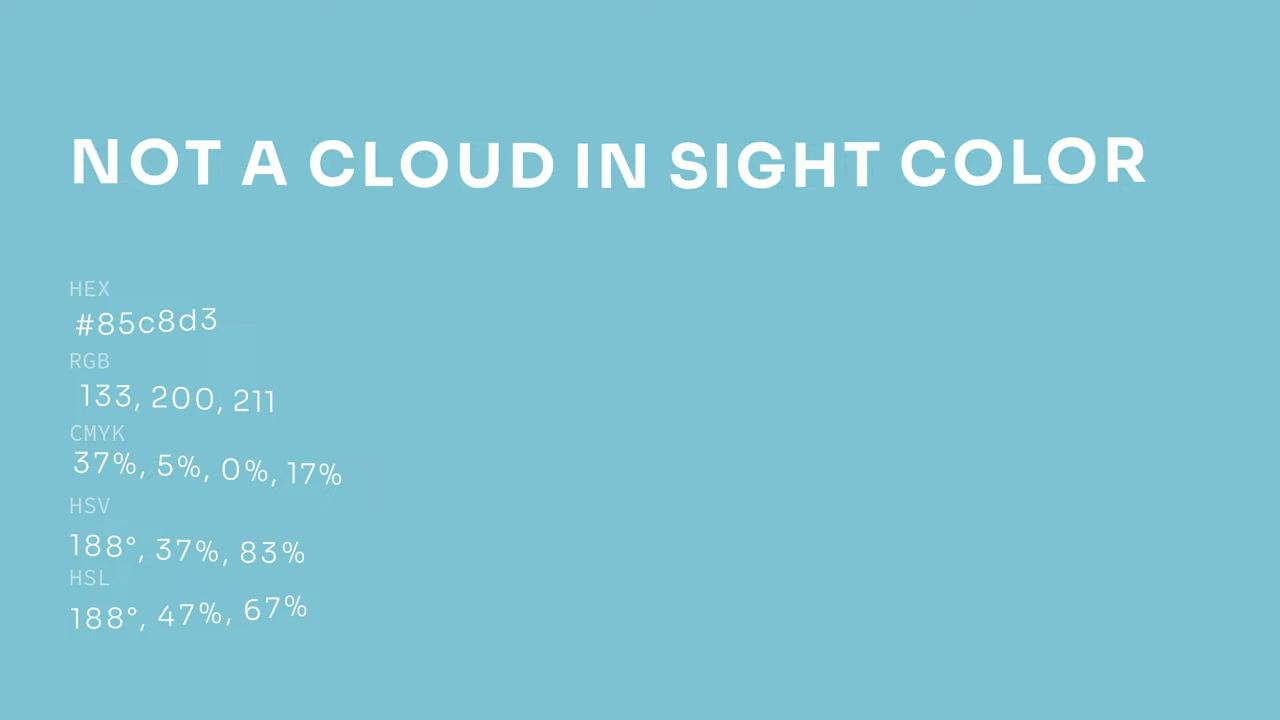 NOT A CLOUD IN SIGHT COLOR
HEX
#85c8d3
RGB
133, 200, 211
CMYK
37%, 5%, 0%, 17%
HSV
188°, 37%, 83%
HSL
188°, 47%, 67%